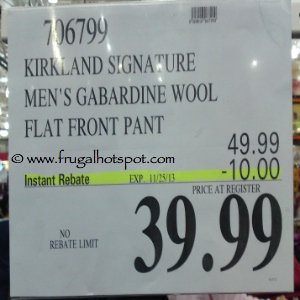 706799
KIRKLAND SIGNATURE
MEN'S GABARDINE WOOL
FLAT FRONT PANT
© www.frugalhotspot.com
49.99
Instant Rebate EXP. 11/25/13 -10.00
PRICE AT REGISTER
NO
REBATE LIMIT
39.99